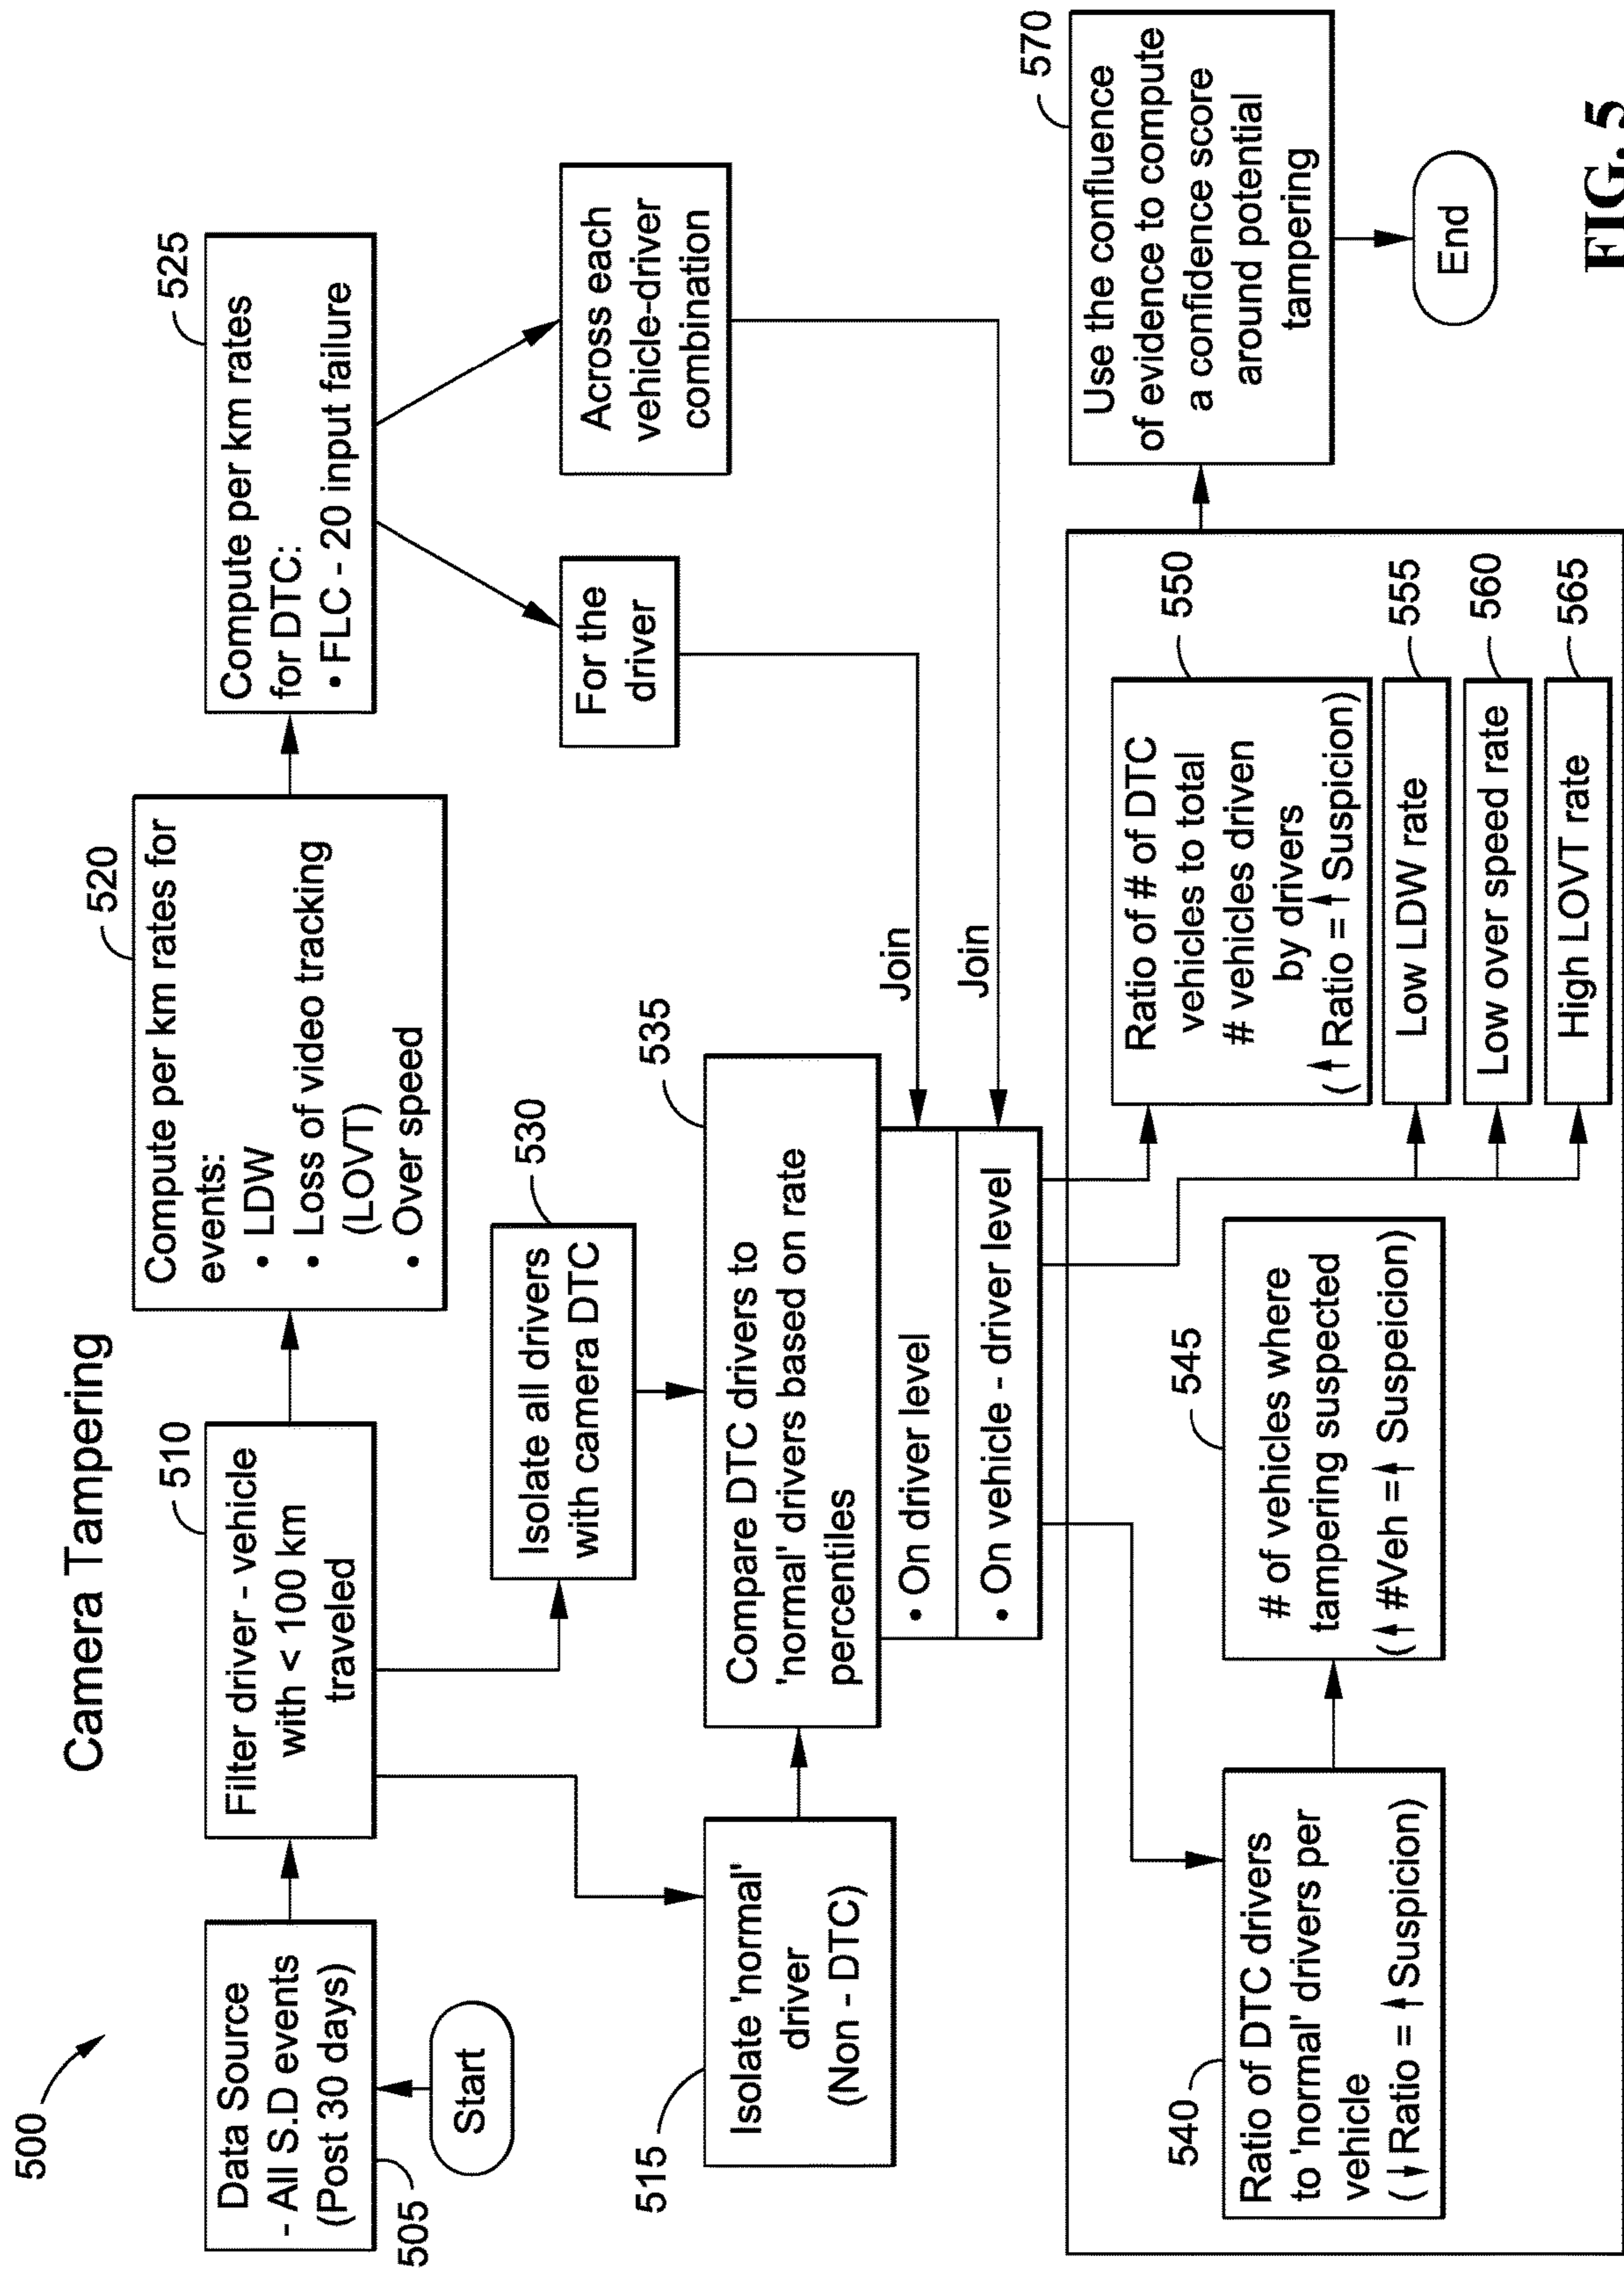 Camera Tampering
500
505
Data Source
- All S.D events
(Post 30 days)
Start
510
Filter driver - vehicle
with < 100 km
traveled
520
Compute per km rates for
events:
• LDW
• Loss of video tracking
(LOVT)
• Over speed
525
Compute per km rates
for DTC:
• FLC - 20 input failure
515
Isolate 'normal'
driver
(Non - DTC)
530
Isolate all drivers
with camera DTC
For the
driver
Across each
vehicle-driver
combination
535
Compare DTC drivers to
'normal' drivers based on rate
percentiles
• On driver level
• On vehicle - driver level
Join
Join
540
Ratio of DTC drivers
to 'normal' drivers per
vehicle
(↓ Ratio = ↑ Suspicion)
545
# of vehicles where
tampering suspected
(↑ #Veh = ↑ Suspeicion)
550
Ratio of # of DTC
vehicles to total
# vehicles driven
by drivers
(↑ Ratio = ↑ Suspicion)
555
Low LDW rate
560
Low over speed rate
565
High LOVT rate
570
Use the confluence
of evidence to compute
a confidence score
around potential
tampering
End
FIG. 5